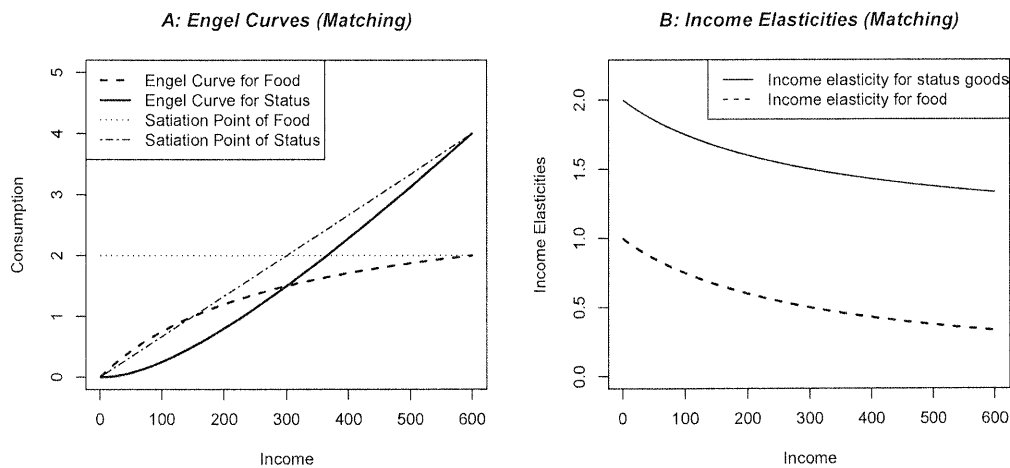 A: Engel Curves (Matching)
Engel Curve for Food
Engel Curve for Status
Satiation Point of Food
Satiation Point of Status
Consumption
5
4
3
2
1
0
0 100 200 300 400 500 600
Income
B: Income Elasticities (Matching)
Income elasticity for status goods
Income elasticity for food
Income Elasticities
2.0
1.5
1.0
0.5
0.0
0 100 200 300 400 500 600
Income